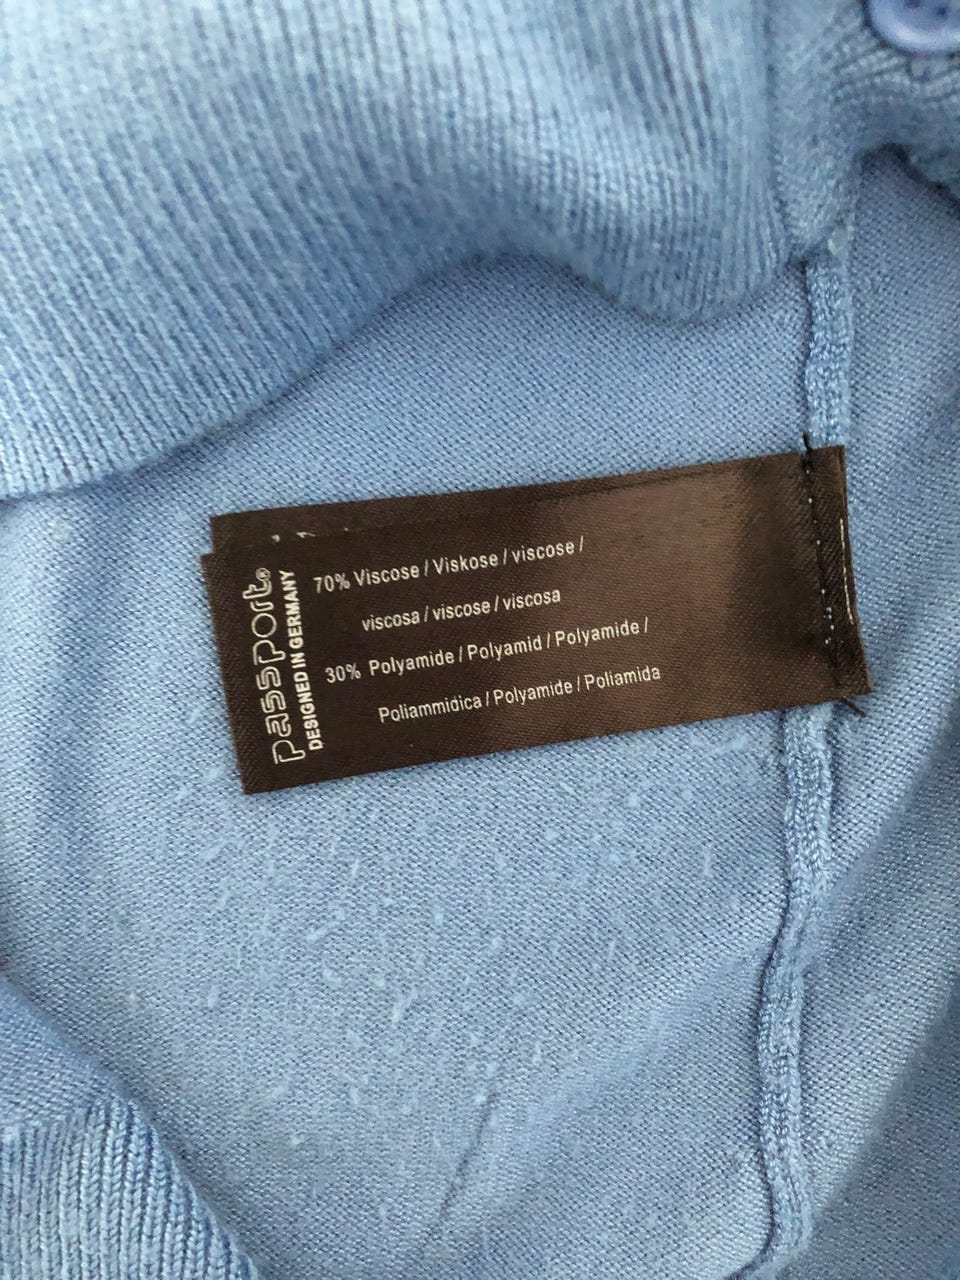 passport®
DESIGNED IN GERMANY
70% Viscose / Viskose / viscose /
viscosa / viscose / viscosa
30% Polyamide / Polyamid / Polyamide /
Poliammidica / Polyamide / Poliamida